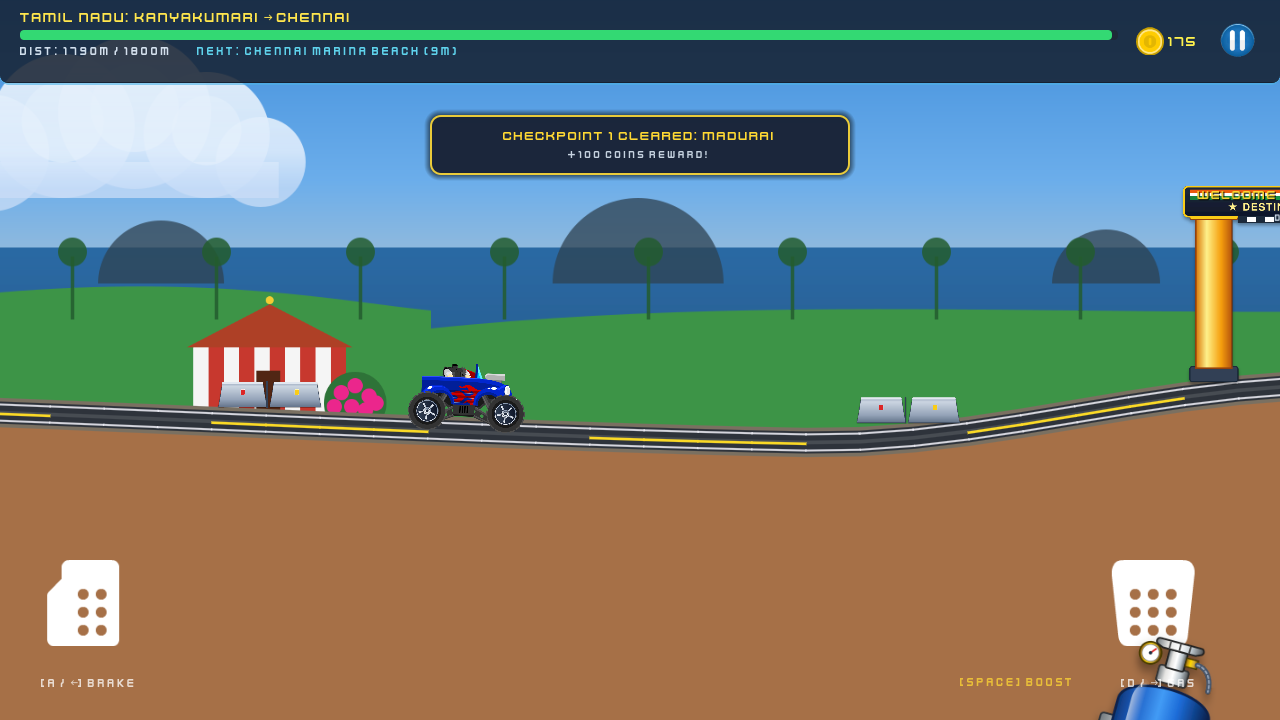 TAMIL NADU: KANYAKUMARI → CHENNAI
DIST: 1790M / 1800M
NEXT: CHENNAI MARINA BEACH (9M)
175
CHECKPOINT 1 CLEARED: MADURAI
+100 COINS REWARD!
★ DESTIN
[A / ←] BRAKE
[SPACE] BOOST
[D / →] GAS